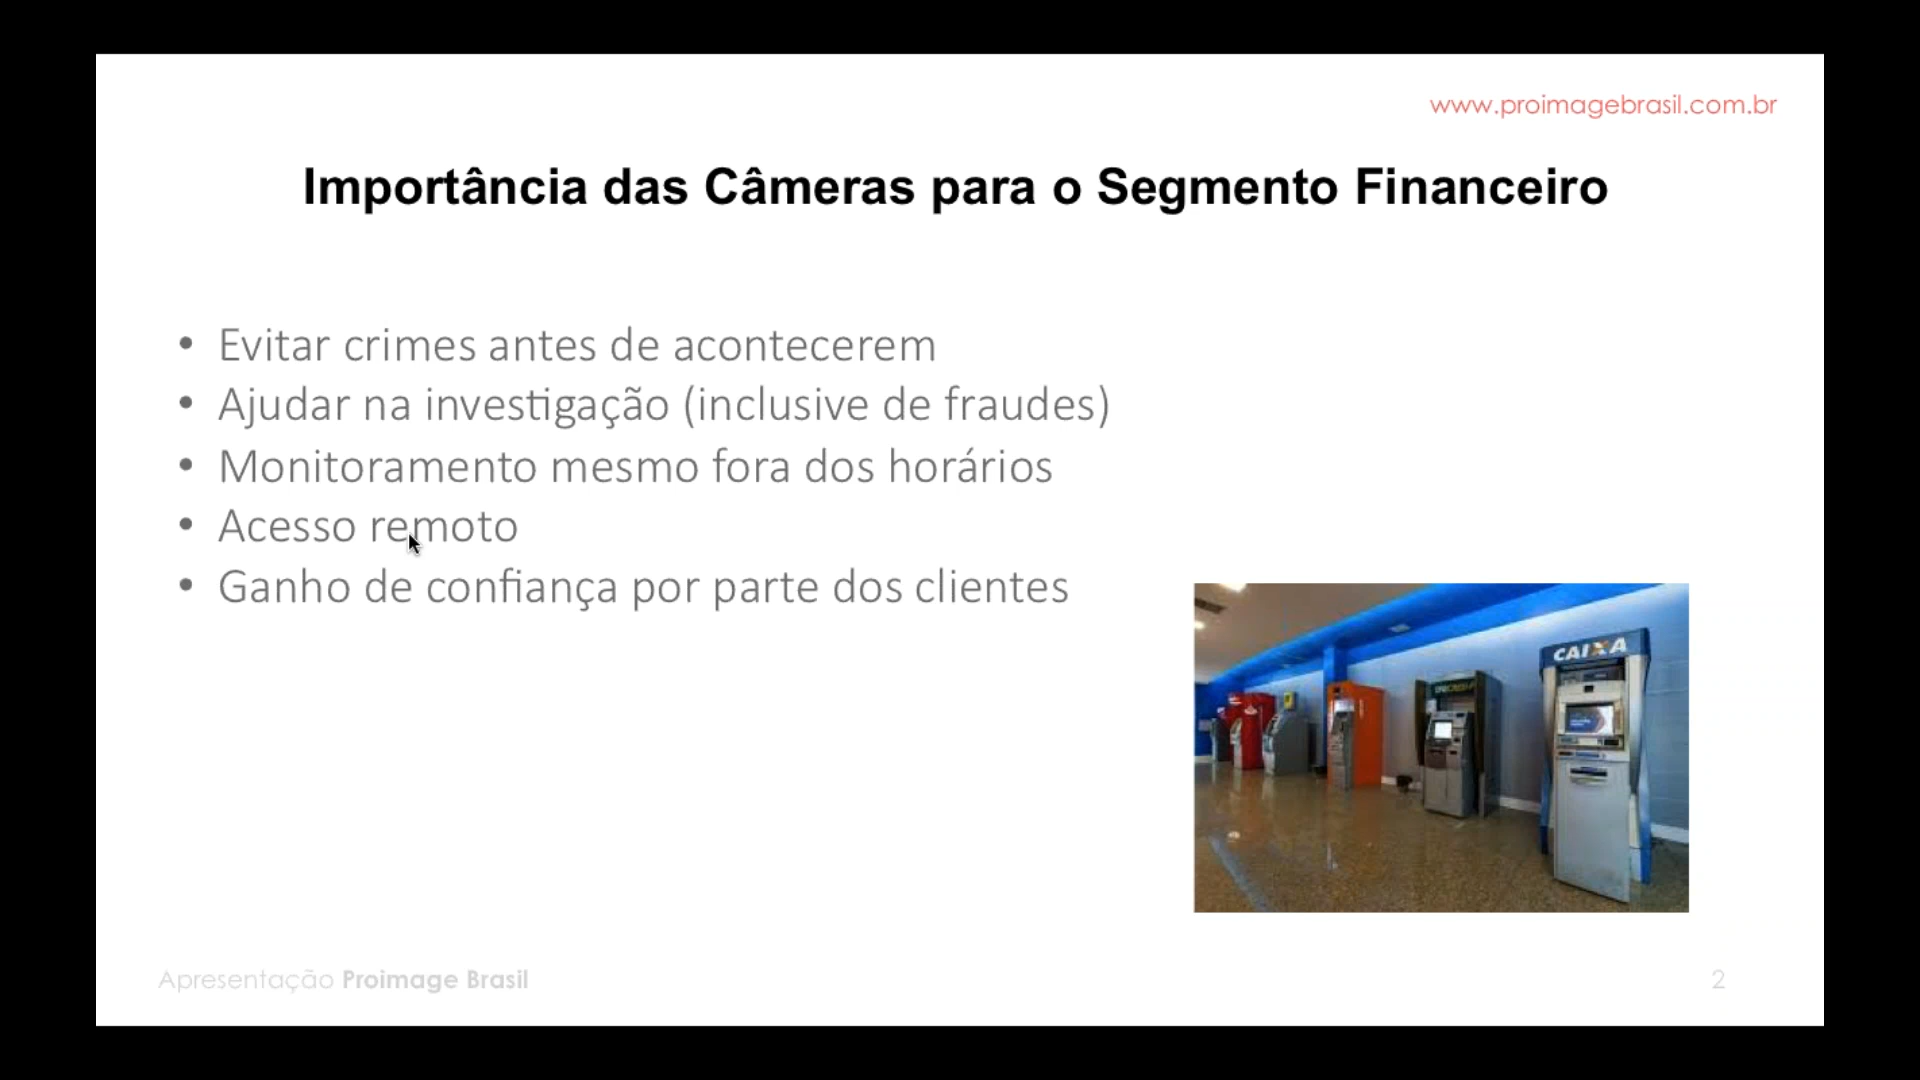 www.proimagebrasil.com.br
Importância das Câmeras para o Segmento Financeiro
• Evitar crimes antes de acontecerem
• Ajudar na investigação (inclusive de fraudes)
• Monitoramento mesmo fora dos horários
• Acesso remoto
• Ganho de confiança por parte dos clientes
CAIXA
Apresentação Proimage Brasil
2